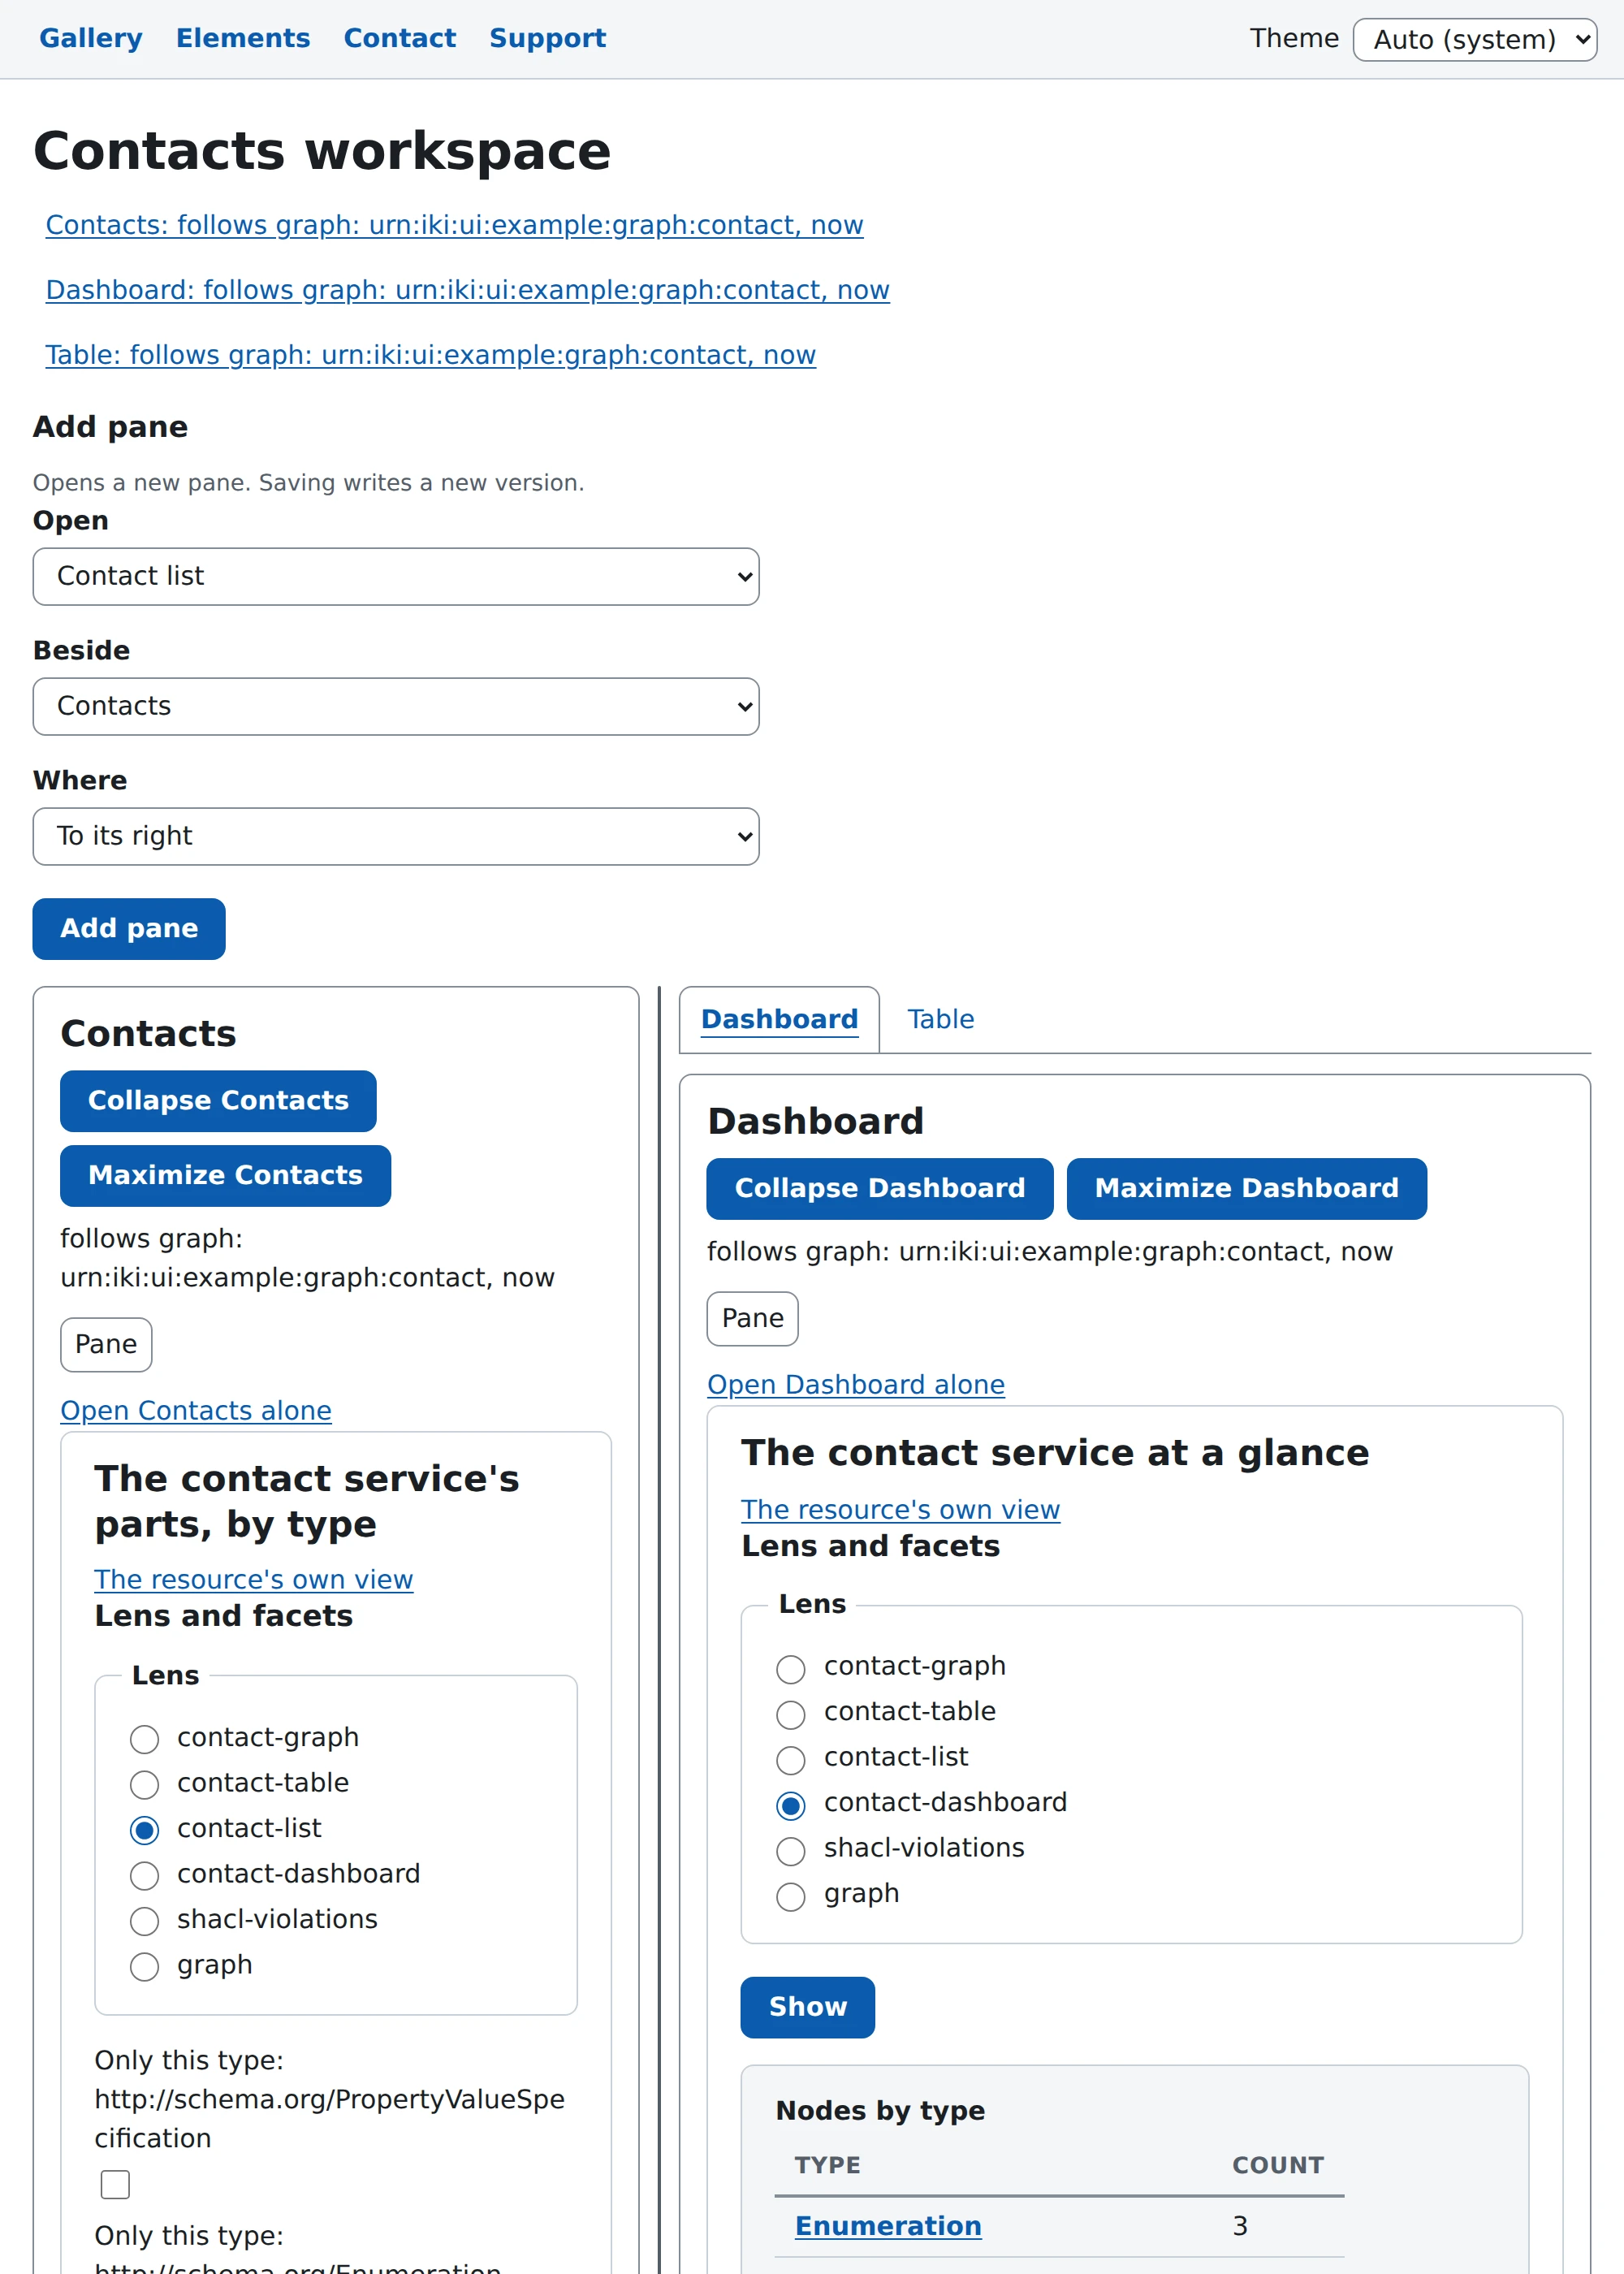 Gallery Elements Contact Support Theme Auto (system)
Contacts workspace
Contacts: follows graph: urn:iki:ui:example:graph:contact, now
Dashboard: follows graph: urn:iki:ui:example:graph:contact, now
Table: follows graph: urn:iki:ui:example:graph:contact, now
Add pane
Opens a new pane. Saving writes a new version.
Open
Contact list
Beside
Contacts
Where
To its right
Add pane
Contacts
Collapse Contacts
Maximize Contacts
follows graph:
urn:iki:ui:example:graph:contact, now
Pane
Open Contacts alone
The contact service's
parts, by type
The resource's own view
Lens and facets
Lens
contact-graph
contact-table
contact-list
contact-dashboard
shacl-violations
graph
Only this type:
http://schema.org/PropertyValueSpe
cification
Only this type:
http://schema.org/Enumeration
Dashboard Table
Dashboard
Collapse Dashboard Maximize Dashboard
follows graph: urn:iki:ui:example:graph:contact, now
Pane
Open Dashboard alone
The contact service at a glance
The resource's own view
Lens and facets
Lens
contact-graph
contact-table
contact-list
contact-dashboard
shacl-violations
graph
Show
Nodes by type
TYPE COUNT
Enumeration 3